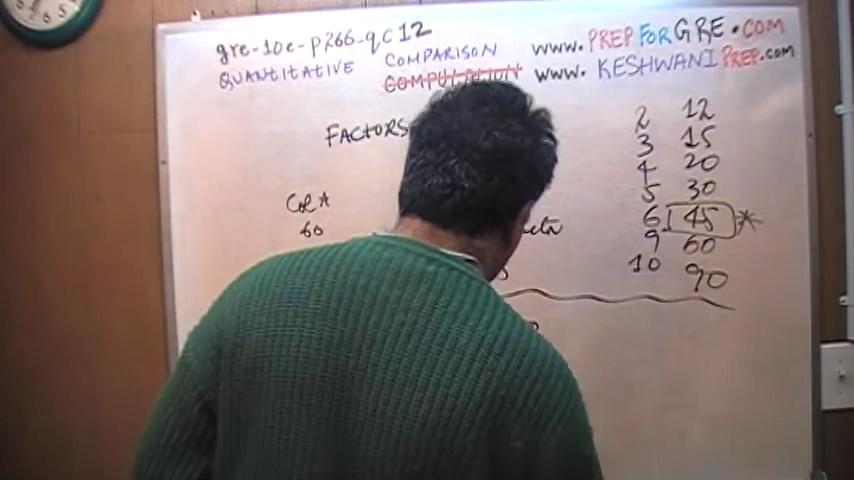 gre-10e-p266-qc12
QUANTITATIVE COMPARISON
COMPUTATION
www.PREPFORGRE.COM
www.KESHWANIPREP.com
FACTORS
Col A
60
2 12
3 15
4 20
5 30
6 45 *
9 60
10 90